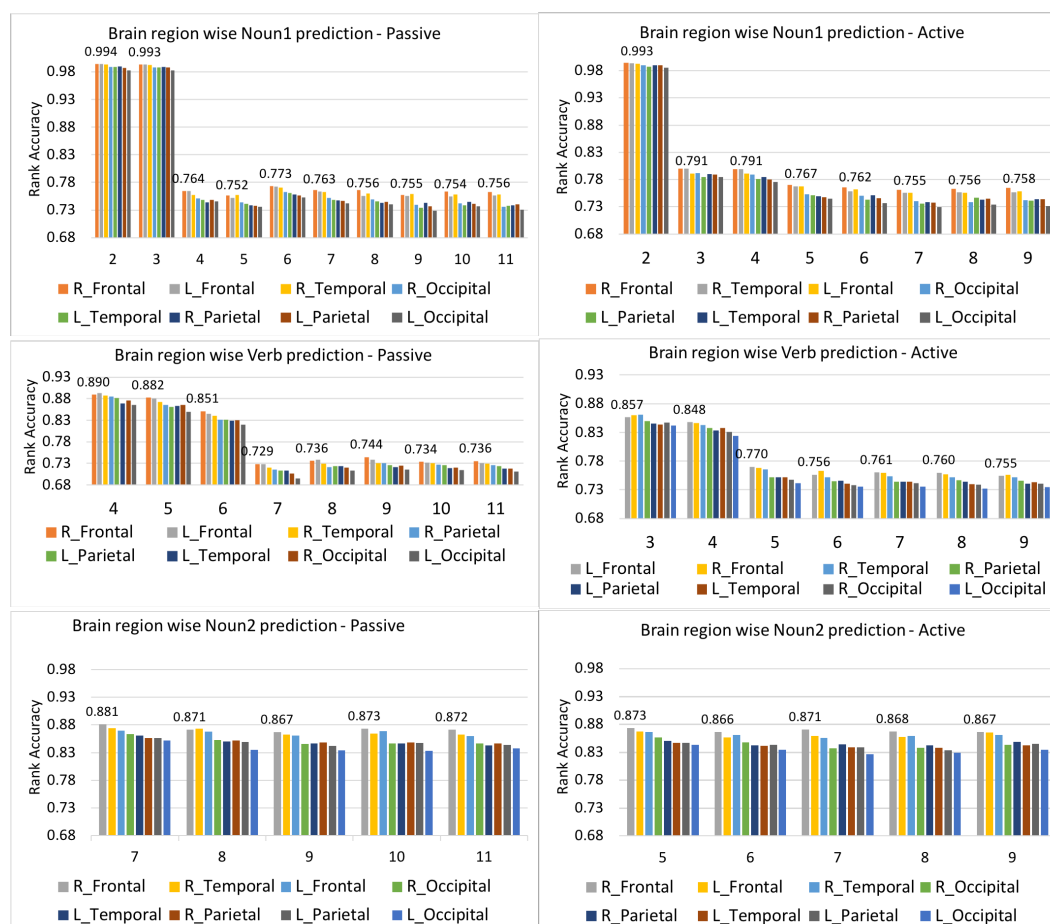 Brain region wise Noun1 prediction - Passive
0.994 0.993
0.764 0.752 0.773 0.763 0.756 0.755 0.754 0.756
Rank Accuracy
0.98
0.93
0.88
0.83
0.78
0.73
0.68
2 3 4 5 6 7 8 9 10 11
R_Frontal L_Frontal R_Temporal R_Occipital
L_Temporal R_Parietal L_Parietal L_Occipital
Brain region wise Noun1 prediction - Active
0.993
0.791 0.791 0.767 0.762 0.755 0.756 0.758
Rank Accuracy
0.98
0.93
0.88
0.83
0.78
0.73
0.68
2 3 4 5 6 7 8 9
R_Frontal R_Temporal L_Frontal R_Occipital
L_Parietal L_Temporal R_Parietal L_Occipital
Brain region wise Verb prediction - Passive
0.890 0.882 0.851
0.729 0.736 0.744 0.734 0.736
Rank Accuracy
0.93
0.88
0.83
0.78
0.73
0.68
4 5 6 7 8 9 10 11
R_Frontal L_Frontal R_Temporal R_Parietal
L_Parietal L_Temporal R_Occipital L_Occipital
Brain region wise Verb prediction - Active
0.857 0.848
0.770 0.756 0.761 0.760 0.755
Rank Accuracy
0.93
0.88
0.83
0.78
0.73
0.68
3 4 5 6 7 8 9
L_Frontal R_Frontal R_Temporal R_Parietal
L_Parietal L_Temporal R_Occipital L_Occipital
Brain region wise Noun2 prediction - Passive
0.881 0.871 0.867 0.873 0.872
Rank Accuracy
0.98
0.93
0.88
0.83
0.78
0.73
0.68
7 8 9 10 11
R_Frontal R_Temporal L_Frontal R_Occipital
L_Temporal R_Parietal L_Parietal L_Occipital
Brain region wise Noun2 prediction - Active
0.873 0.866 0.871 0.868 0.867
Rank Accuracy
0.98
0.93
0.88
0.83
0.78
0.73
0.68
5 6 7 8 9
R_Frontal L_Frontal R_Temporal R_Occipital
R_Parietal L_Temporal L_Parietal L_Occipital